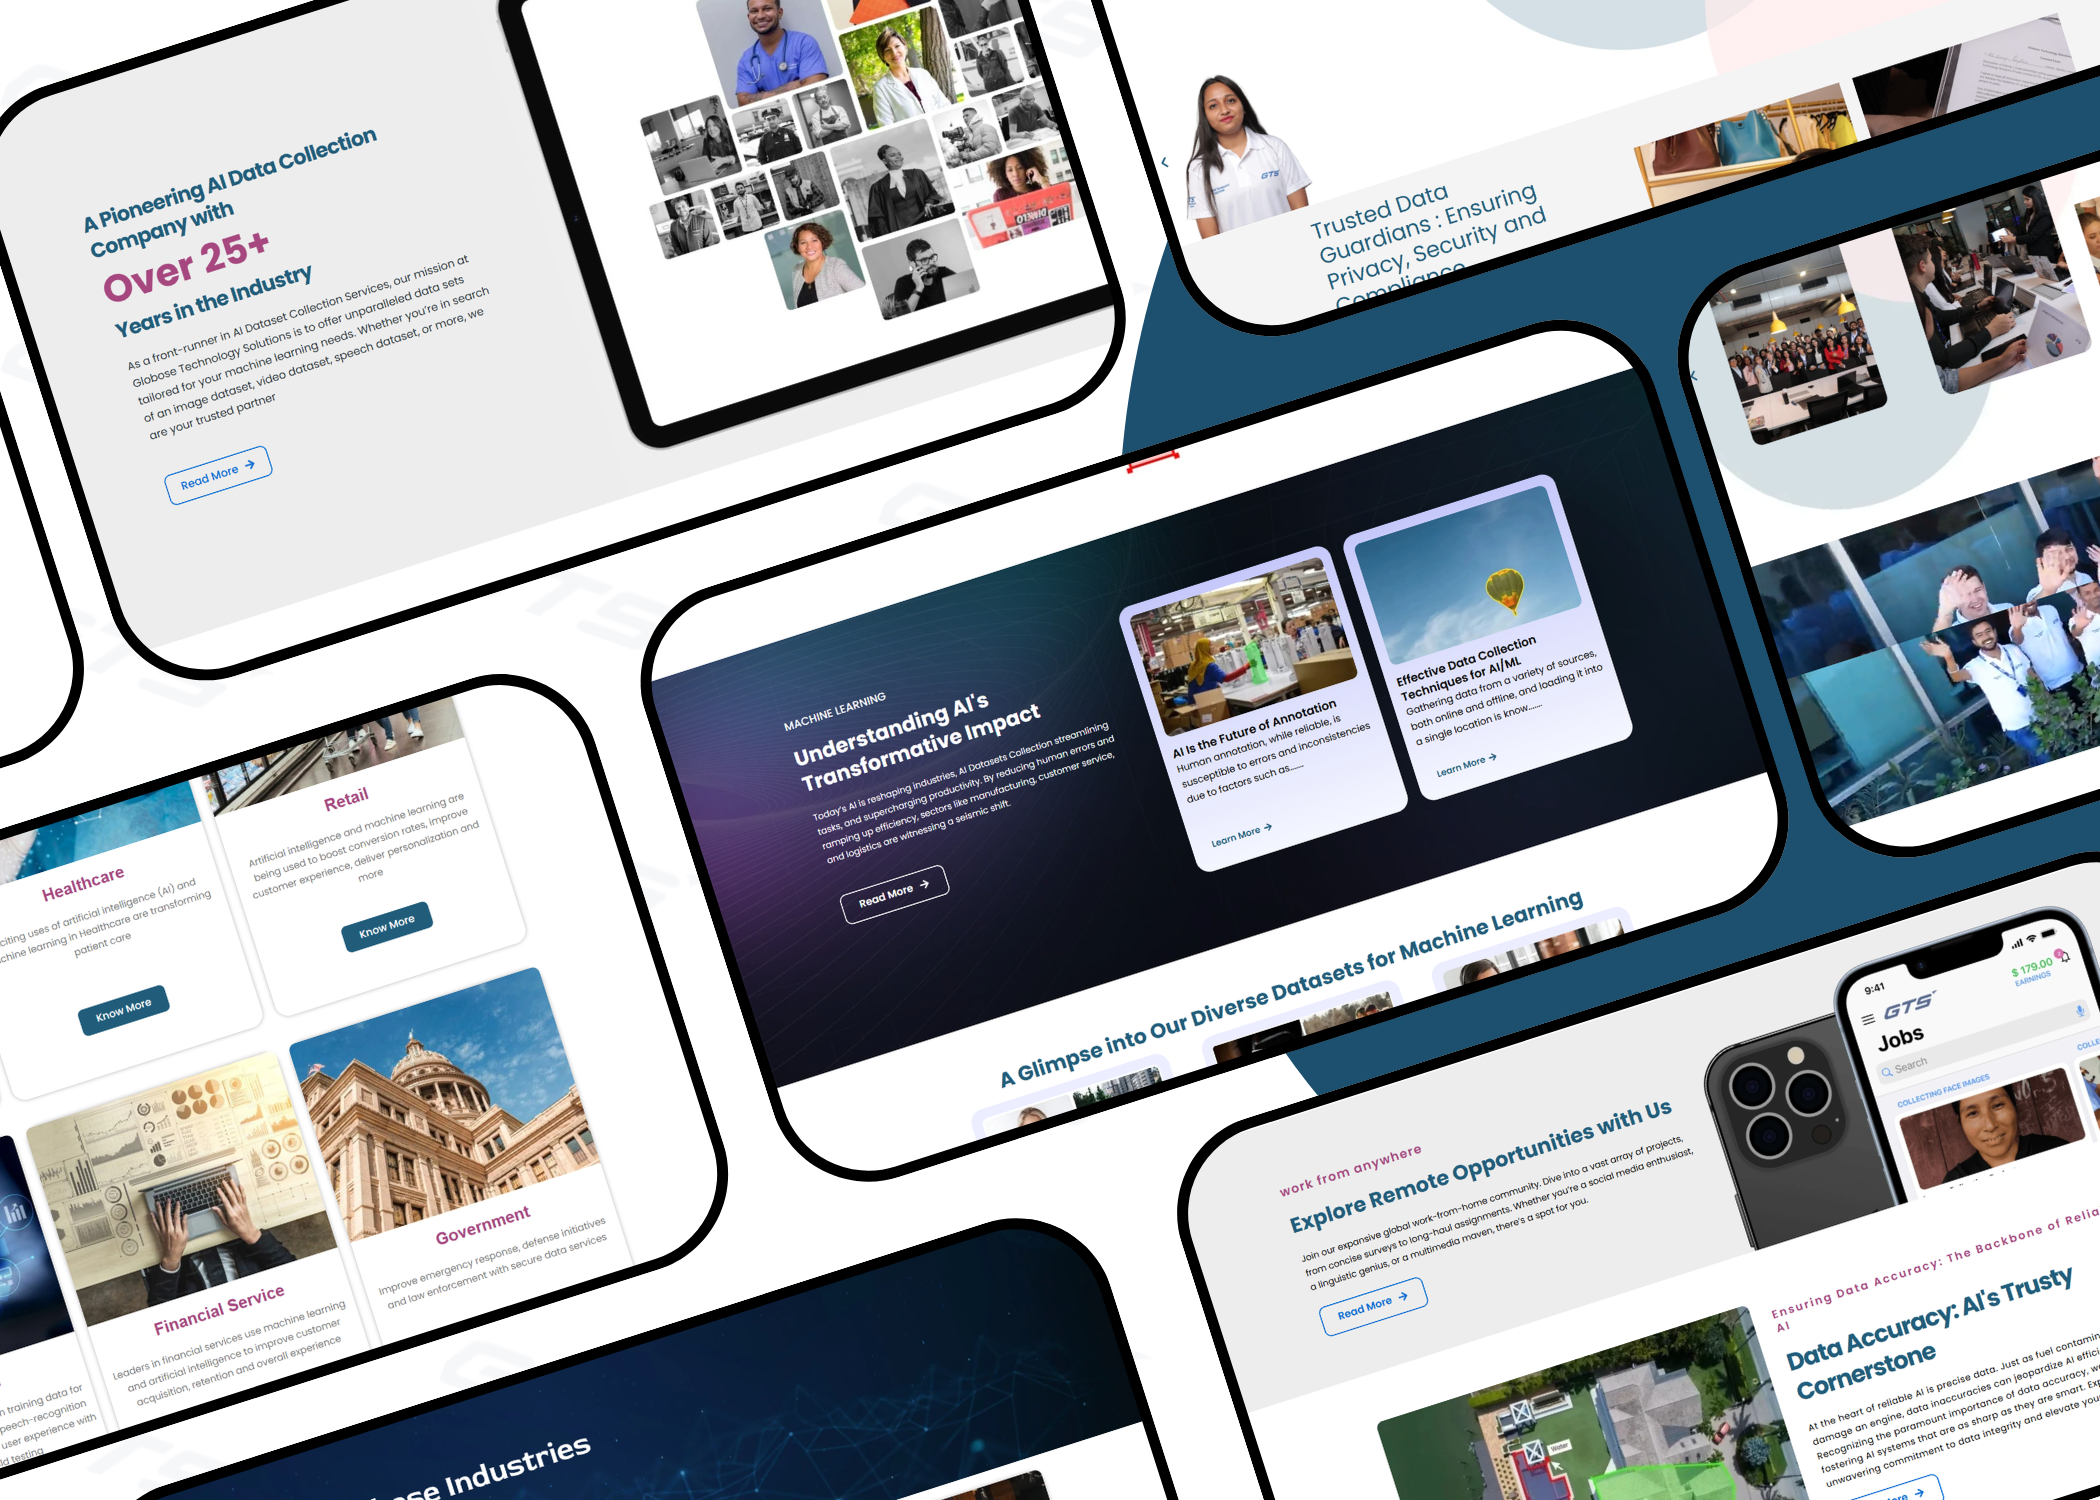 A Pioneering AI Data Collection
Company with
Over 25+
Years in the Industry
As a front-runner in AI Dataset Collection Services, our mission at
Globose Technology Solutions is to offer unparalleled data sets
tailored for your machine learning needs. Whether you're in search
of an image dataset, video dataset, speech dataset, or more, we
are your trusted partner
Read More →
GTS
Trusted Data
Guardians : Ensuring
Privacy, Security and
Compliance
MACHINE LEARNING
Understanding AI's
Transformative Impact
Today's AI is reshaping industries, AI Datasets Collection streamlining
tasks, and supercharging productivity. By reducing human errors and
ramping up efficiency, sectors like manufacturing, customer service,
and logistics are witnessing a seismic shift.
Read More →
AI Is the Future of Annotation
Human annotation, while reliable, is
susceptible to errors and inconsistencies
due to factors such as.......
Learn More →
Effective Data Collection
Techniques for AI/ML
Gathering data from a variety of sources,
both online and offline, and loading it into
a single location is know.......
Learn More →
A Glimpse into Our Diverse Datasets for Machine Learning
Healthcare
citing uses of artificial intelligence (AI) and
chine learning in Healthcare are transforming
patient care
Know More
Retail
Artificial intelligence and machine learning are
being used to boost conversion rates, improve
customer experience, deliver personalization and
more
Know More
Financial Service
Leaders in financial services use machine learning
and artificial intelligence to improve customer
acquisition, retention and overall experience
Government
Improve emergency response, defense initiatives
and law enforcement with secure data services
n training data for
peech-recognition
user experience with
ld testing
ose Industries
work from anywhere
Explore Remote Opportunities with Us
Join our expansive global work-from-home community. Dive into a vast array of projects,
from concise surveys to long-haul assignments. Whether you're a social media enthusiast,
a linguistic genius, or a multimedia maven, there's a spot for you.
Read More →
9:41
$ 179.00
EARNINGS
GTS
Jobs
Search
COLLECTING FACE IMAGES
COLLE
Ensuring Data Accuracy: The Backbone of Relia
AI
Data Accuracy: AI's Trusty
Cornerstone
At the heart of reliable AI is precise data. Just as fuel contamin
damage an engine, data inaccuracies can jeopardize AI effici
Recognizing the paramount importance of data accuracy, w
fostering AI systems that are as sharp as they are smart. Exp
unwavering commitment to data integrity and elevate you
More →
Water